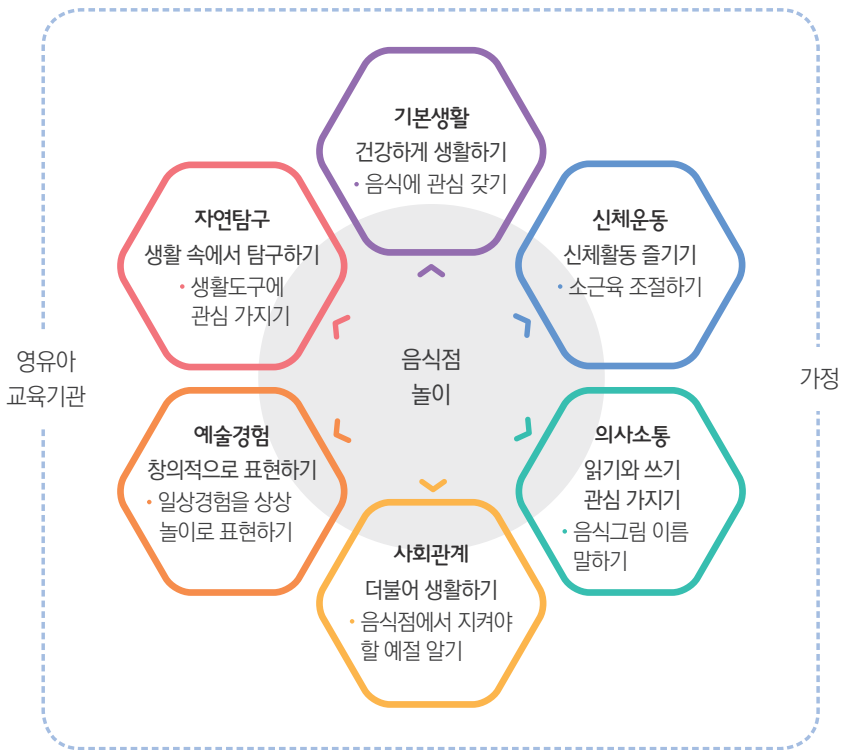 기본생활
건강하게 생활하기
• 음식에 관심 갖기
신체운동
신체활동 즐기기
• 소근육 조절하기
의사소통
읽기와 쓰기
관심 가지기
• 음식그림 이름
말하기
사회관계
더불어 생활하기
• 음식점에서 지켜야
할 예절 알기
예술경험
창의적으로 표현하기
• 일상경험을 상상
놀이로 표현하기
자연탐구
생활 속에서 탐구하기
• 생활도구에
관심 가지기
음식점
놀이
영유아
교육기관
가정